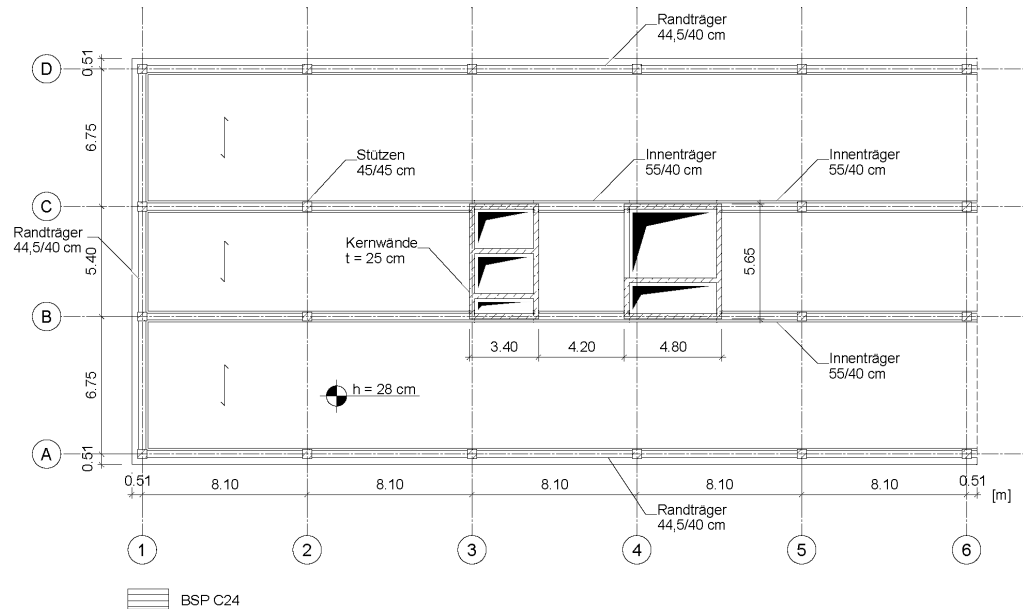 Randträger
44,5/40 cm
0.51
D
6.75
Stützen
45/45 cm
Innenträger
55/40 cm
Innenträger
55/40 cm
C
Randträger
44,5/40 cm
5.40
Kernwände
t = 25 cm
5.65
B
3.40
4.20
4.80
Innenträger
55/40 cm
6.75
h = 28 cm
A
0.51
0.51
8.10
8.10
8.10
8.10
8.10
0.51
[m]
Randträger
44,5/40 cm
1
2
3
4
5
6
BSP C24